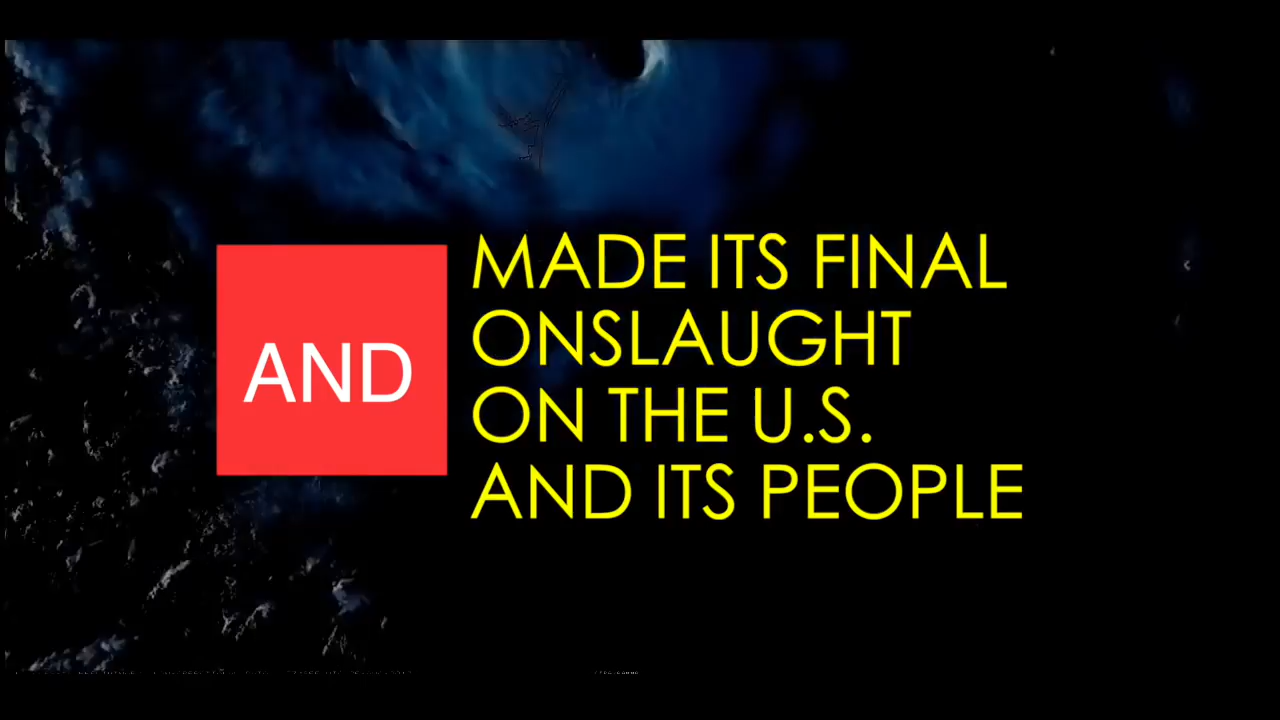 AND
MADE ITS FINAL
ONSLAUGHT
ON THE U.S.
AND ITS PEOPLE